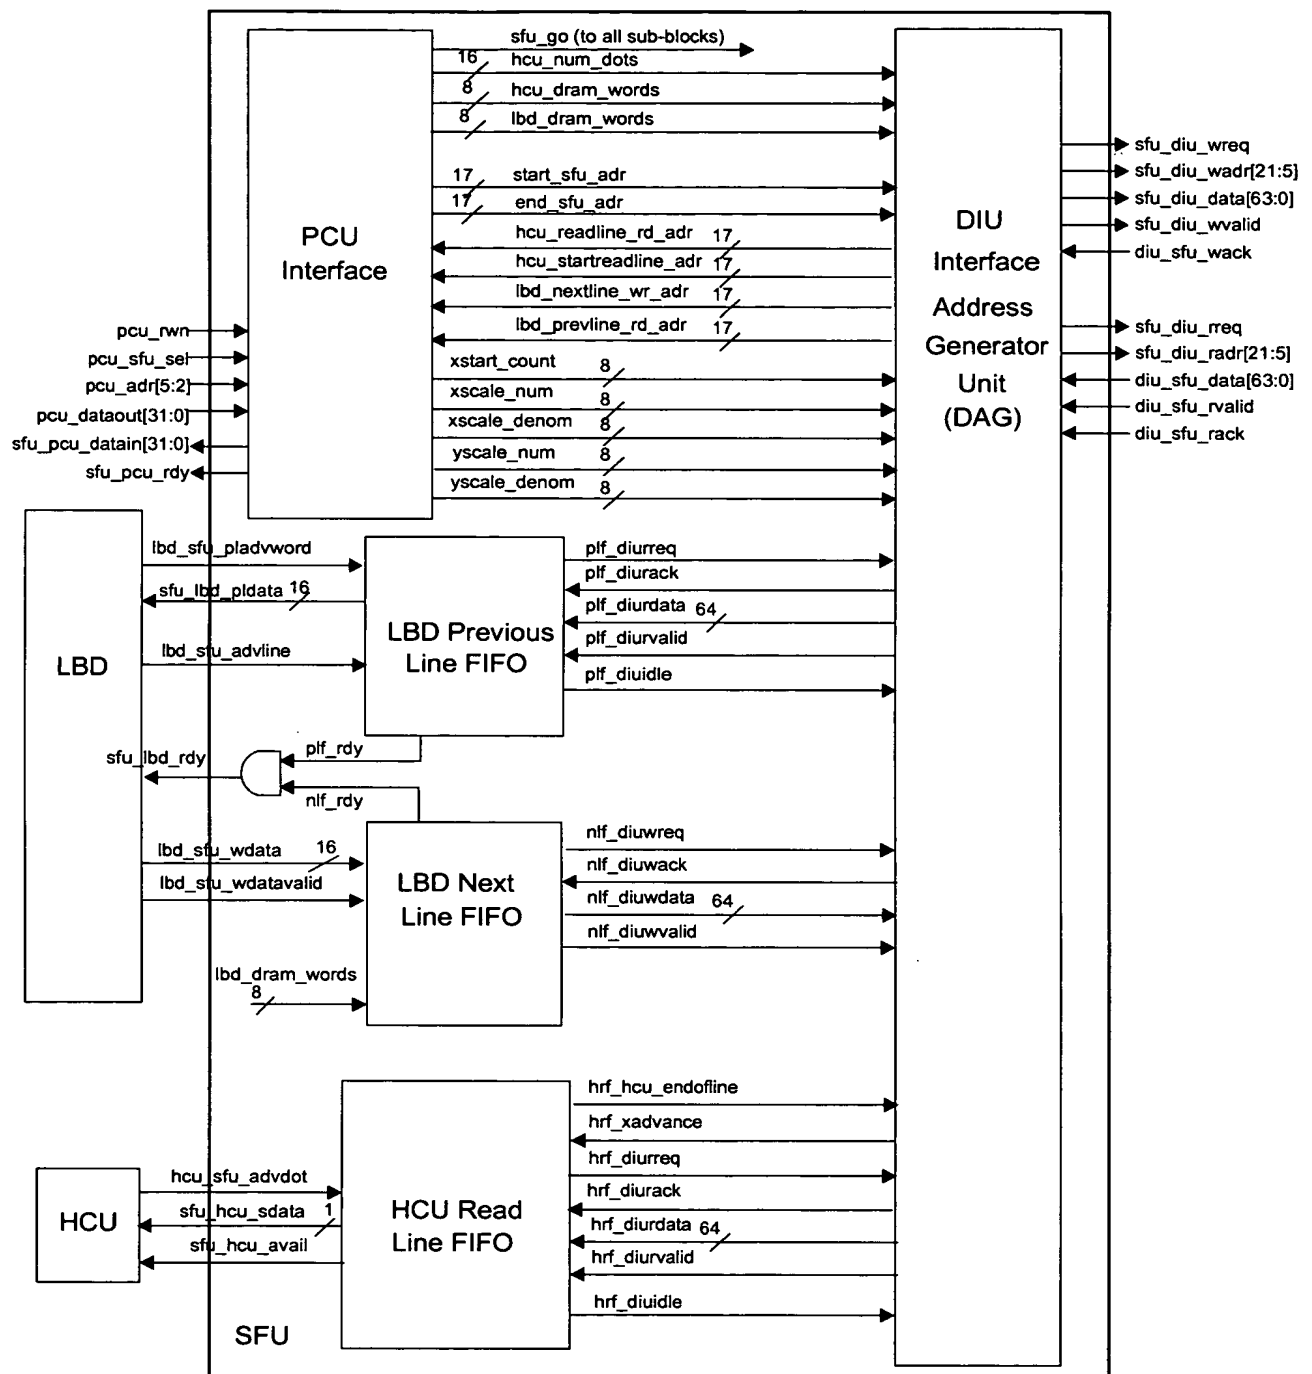 sfu_go (to all sub-blocks)
16 hcu_num_dots
8 hcu_dram_words
8 lbd_dram_words
17 start_sfu_adr
17 end_sfu_adr
hcu_readline_rd_adr 17
hcu_startreadline_adr 17
lbd_nextline_wr_adr 17
lbd_prevline_rd_adr 17
xstart_count 8
xscale_num 8
xscale_denom 8
yscale_num 8
yscale_denom 8
PCU
Interface
DIU
Interface
Address
Generator
Unit
(DAG)
sfu_diu_wreq
sfu_diu_wadr[21:5]
sfu_diu_data[63:0]
sfu_diu_wvalid
diu_sfu_wack
sfu_diu_rreq
sfu_diu_radr[21:5]
diu_sfu_data[63:0]
diu_sfu_rvalid
diu_sfu_rack
pcu_rwn
pcu_sfu_sel
pcu_adr[5:2]
pcu_dataout[31:0]
sfu_pcu_datain[31:0]
sfu_pcu_rdy
LBD
lbd_sfu_pladvword
sfu_lbd_pldata 16
lbd_sfu_advline
LBD Previous
Line FIFO
plf_diurreq
plf_diurack
plf_diurdata 64
plf_diurvalid
plf_diuidle
sfu_lbd_rdy
plf_rdy
nlf_rdy
lbd_sfu_wdata 16
lbd_sfu_wdatavalid
lbd_dram_words
8
LBD Next
Line FIFO
nlf_diuwreq
nlf_diuwack
nlf_diuwdata 64
nlf_diuwvalid
HCU
hcu_sfu_advdot
sfu_hcu_sdata 1
sfu_hcu_avail
HCU Read
Line FIFO
hrf_hcu_endofline
hrf_xadvance
hrf_diurreq
hrf_diurack
hrf_diurdata 64
hrf_diurvalid
hrf_diuidle
SFU